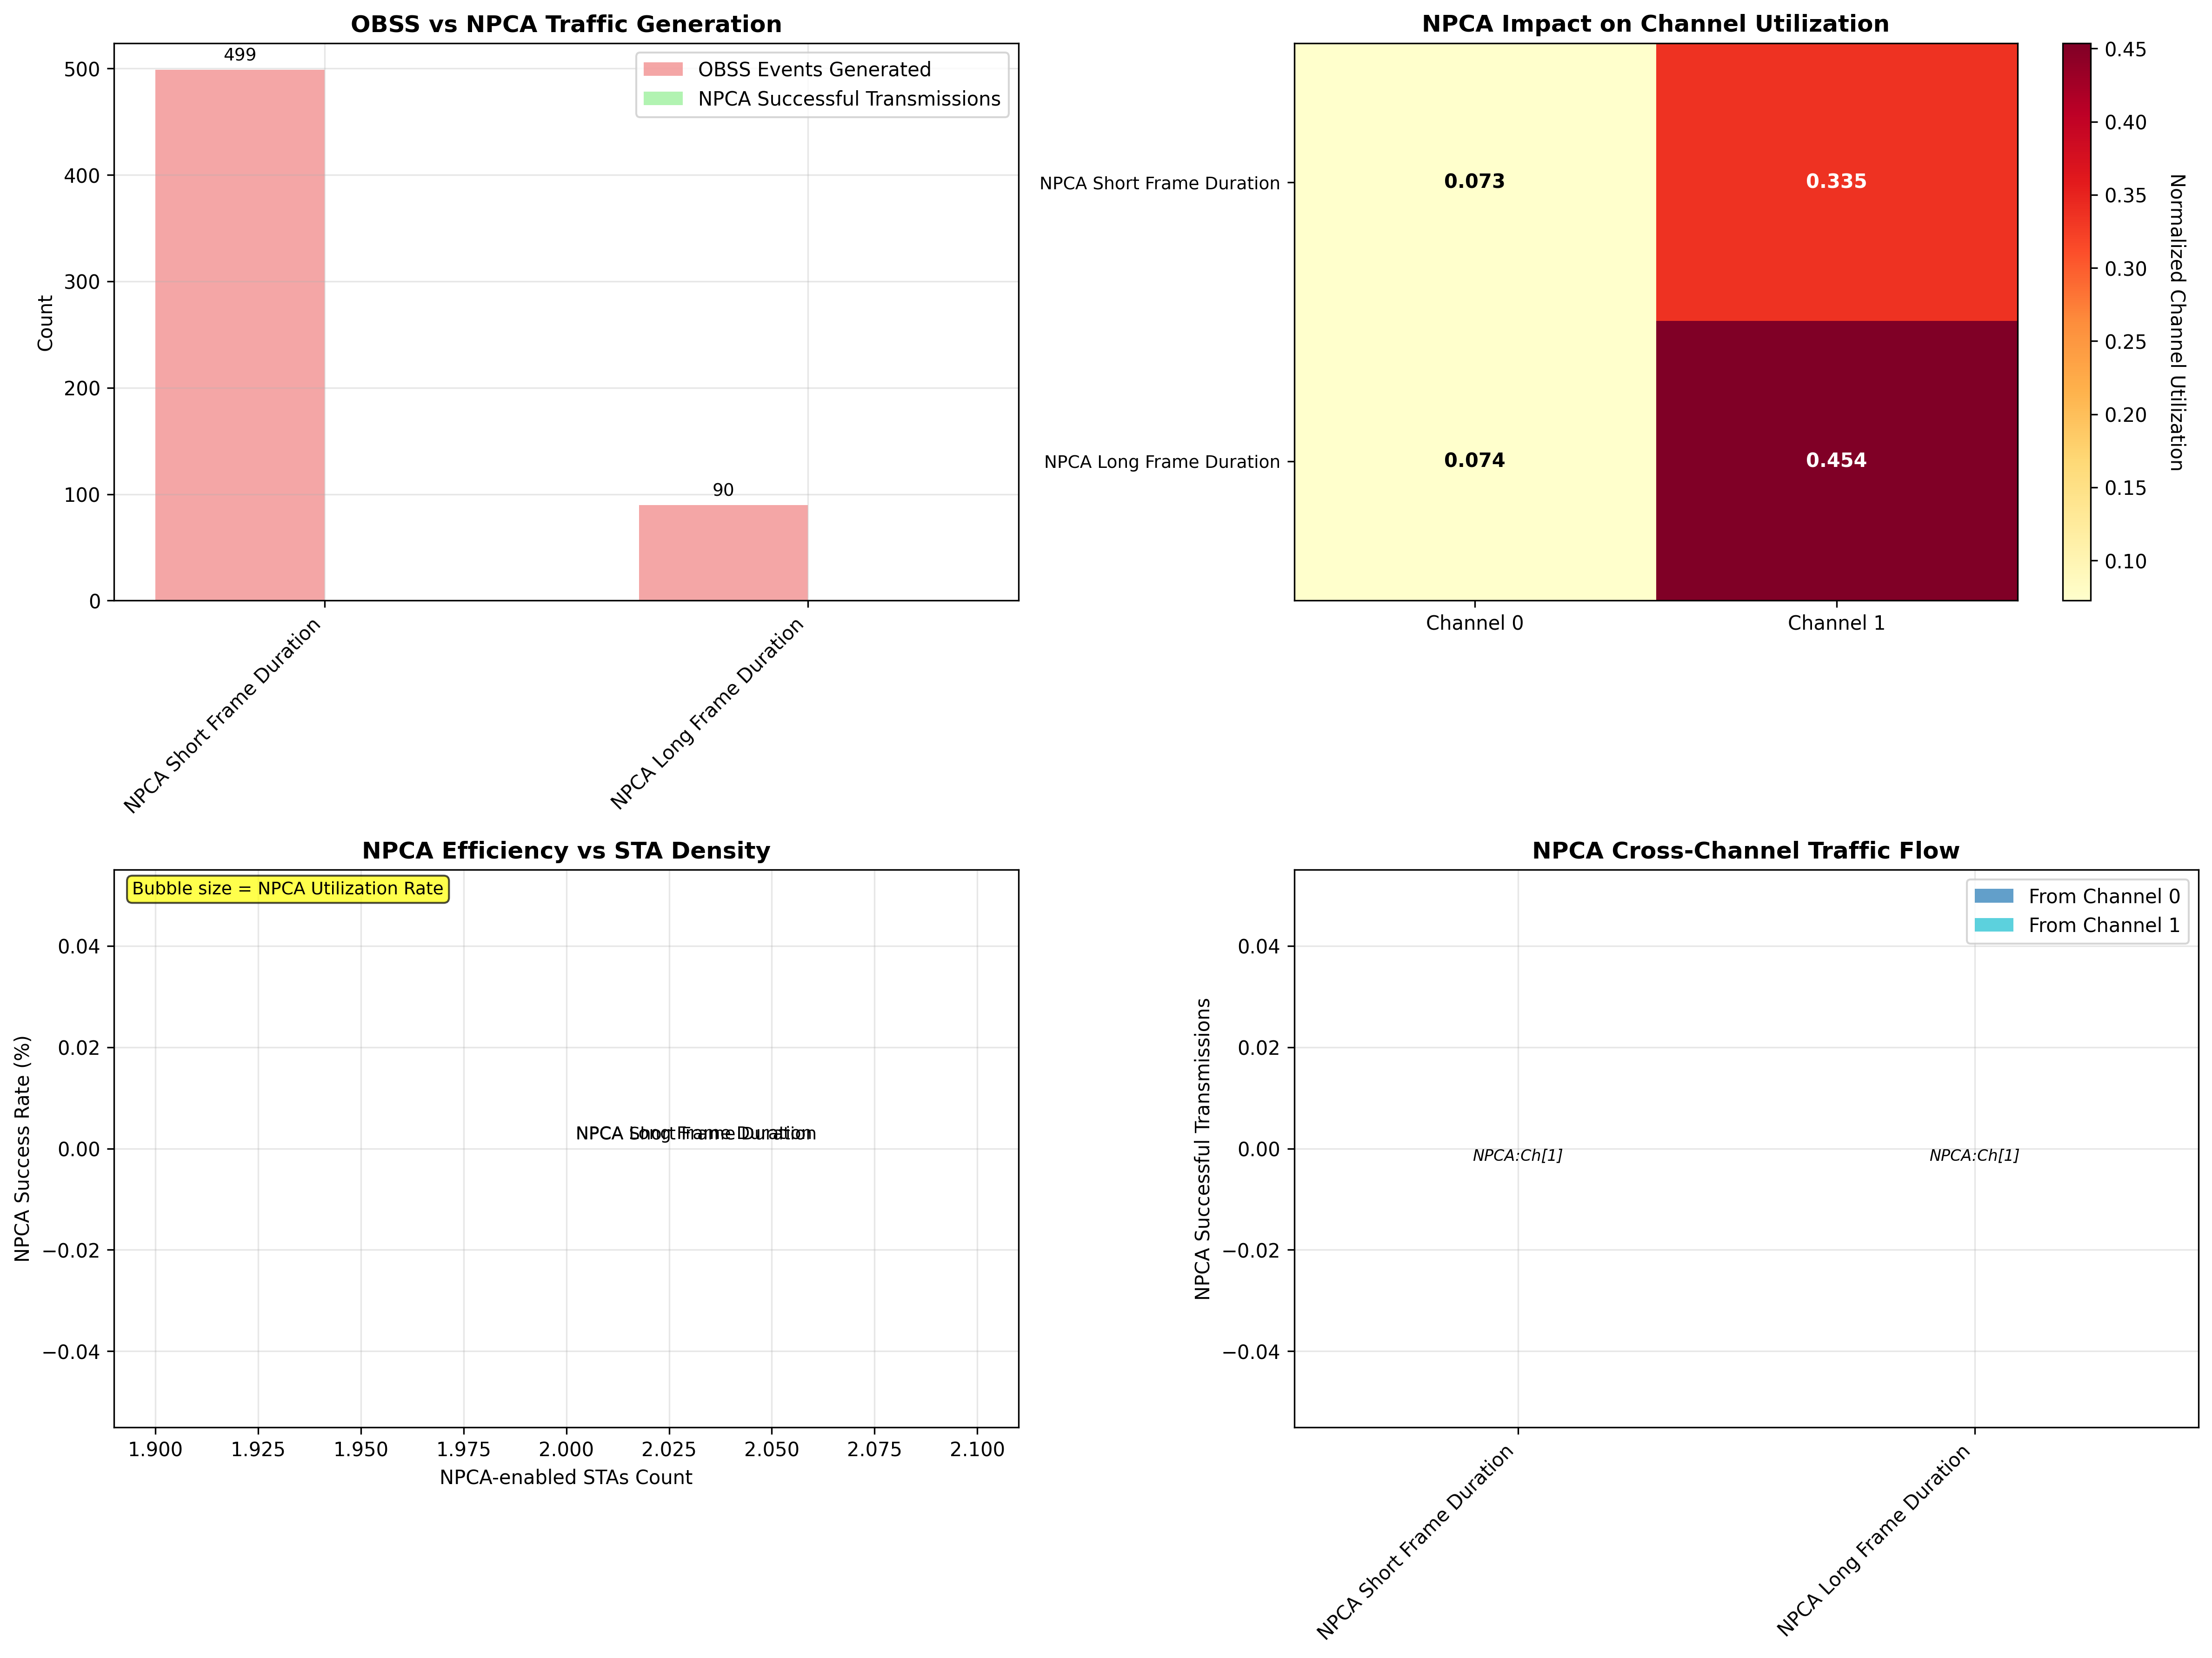 OBSS vs NPCA Traffic Generation
Count
500
400
300
200
100
0
499
90
OBSS Events Generated
NPCA Successful Transmissions
NPCA Short Frame Duration
NPCA Long Frame Duration
NPCA Impact on Channel Utilization
NPCA Short Frame Duration
NPCA Long Frame Duration
0.073
0.335
0.074
0.454
Channel 0
Channel 1
0.45
0.40
0.35
0.30
0.25
0.20
0.15
0.10
Normalized Channel Utilization
NPCA Efficiency vs STA Density
Bubble size = NPCA Utilization Rate
NPCA Success Rate (%)
0.04
0.02
0.00
−0.02
−0.04
NPCA Short Frame Duration
NPCA Long Frame Duration
1.900
1.925
1.950
1.975
2.000
2.025
2.050
2.075
2.100
NPCA-enabled STAs Count
NPCA Cross-Channel Traffic Flow
From Channel 0
From Channel 1
NPCA Successful Transmissions
0.04
0.02
0.00
−0.02
−0.04
NPCA:Ch[1]
NPCA:Ch[1]
NPCA Short Frame Duration
NPCA Long Frame Duration